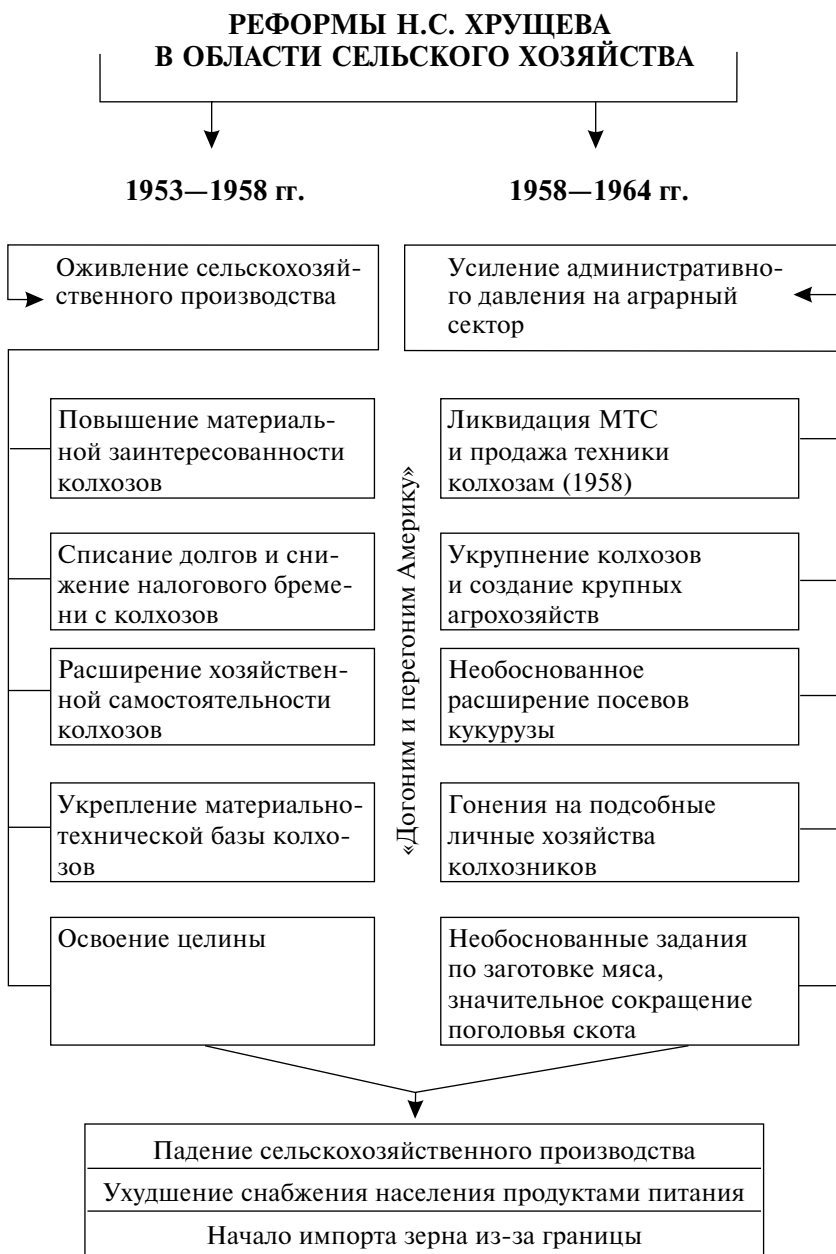 РЕФОРМЫ Н.С. ХРУЩЕВА
В ОБЛАСТИ СЕЛЬСКОГО ХОЗЯЙСТВА
1953—1958 гг.
Оживление сельскохозяй-
ственного производства
Повышение материаль-
ной заинтересованности
колхозов
Списание долгов и сни-
жение налогового бреме-
ни с колхозов
Расширение хозяйствен-
ной самостоятельности
колхозов
Укрепление материально-
технической базы колхо-
зов
Освоение целины
«Догоним и перегоним Америку»
1958—1964 гг.
Усиление административно-
го давления на аграрный
сектор
Ликвидация МТС
и продажа техники
колхозам (1958)
Укрупнение колхозов
и создание крупных
агрохозяйств
Необоснованное
расширение посевов
кукурузы
Гонения на подсобные
личные хозяйства
колхозников
Необоснованные задания
по заготовке мяса,
значительное сокращение
поголовья скота
Падение сельскохозяйственного производства
Ухудшение снабжения населения продуктами питания
Начало импорта зерна из-за границы